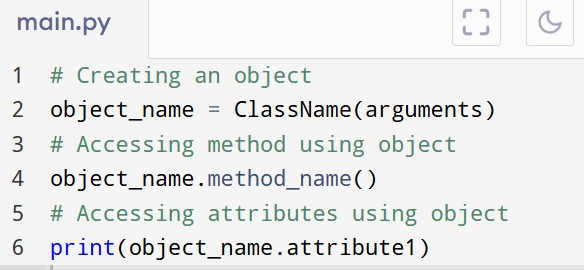 main.py
1 # Creating an object
2 object_name = ClassName(arguments)
3 # Accessing method using object
4 object_name.method_name()
5 # Accessing attributes using object
6 print(object_name.attribute1)